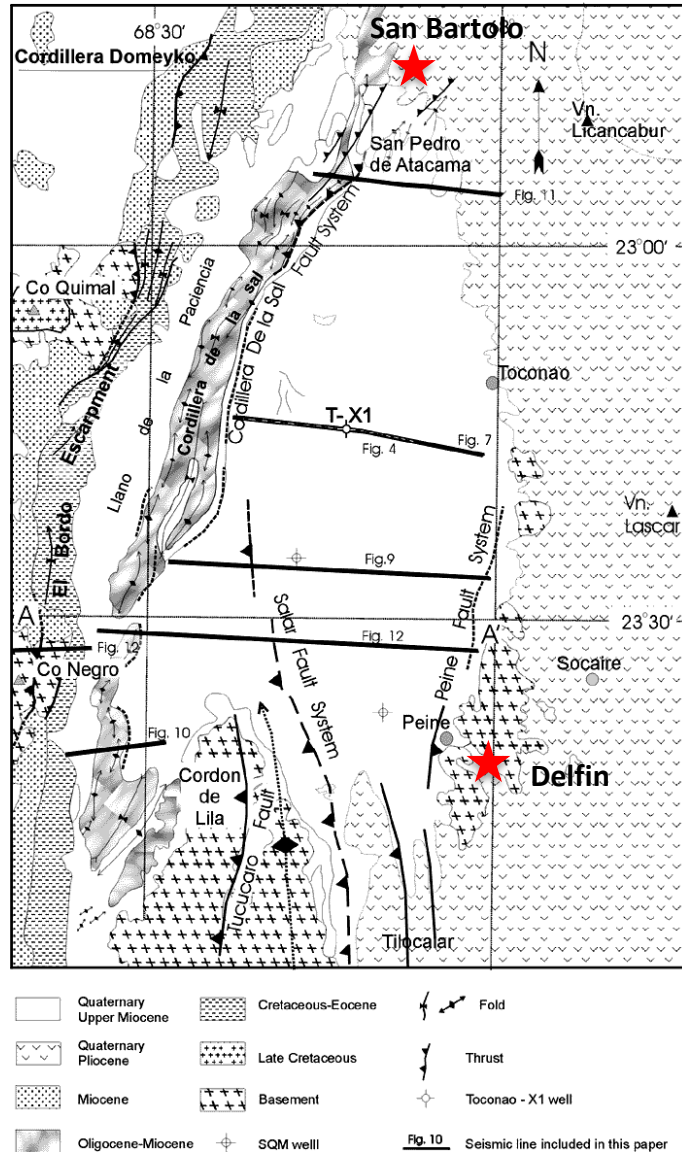 68°30'
68°
San Bartolo
Cordillera Domeyko
N
Vn.
Licancabur
San Pedro
de Atacama
Fig. 11
23°00'
Co Quimal
Paciencia
la
de
Llano
Cordillera de la sal
Cordillera De la Sal Fault System
Toconao
T-X1
Fig. 4
Fig. 7
Escarpment
El Bordo
Vn.
Lascar
Fig.9
A
A'
23°30'
Fig. 12
Fig. 12
Co Negro
Salar Fault System
Peine Fault System
Socaire
Peine
Fig. 10
Delfin
Cordon
de
Lila
Tucucaro Fault
Tilocalar
Quaternary
Upper Miocene
Cretaceous-Eocene
Fold
Quaternary
Pliocene
Late Cretaceous
Thrust
Miocene
Basement
Toconao - X1 well
Oligocene-Miocene
SQM welll
Fig. 10
Seismic line included in this paper